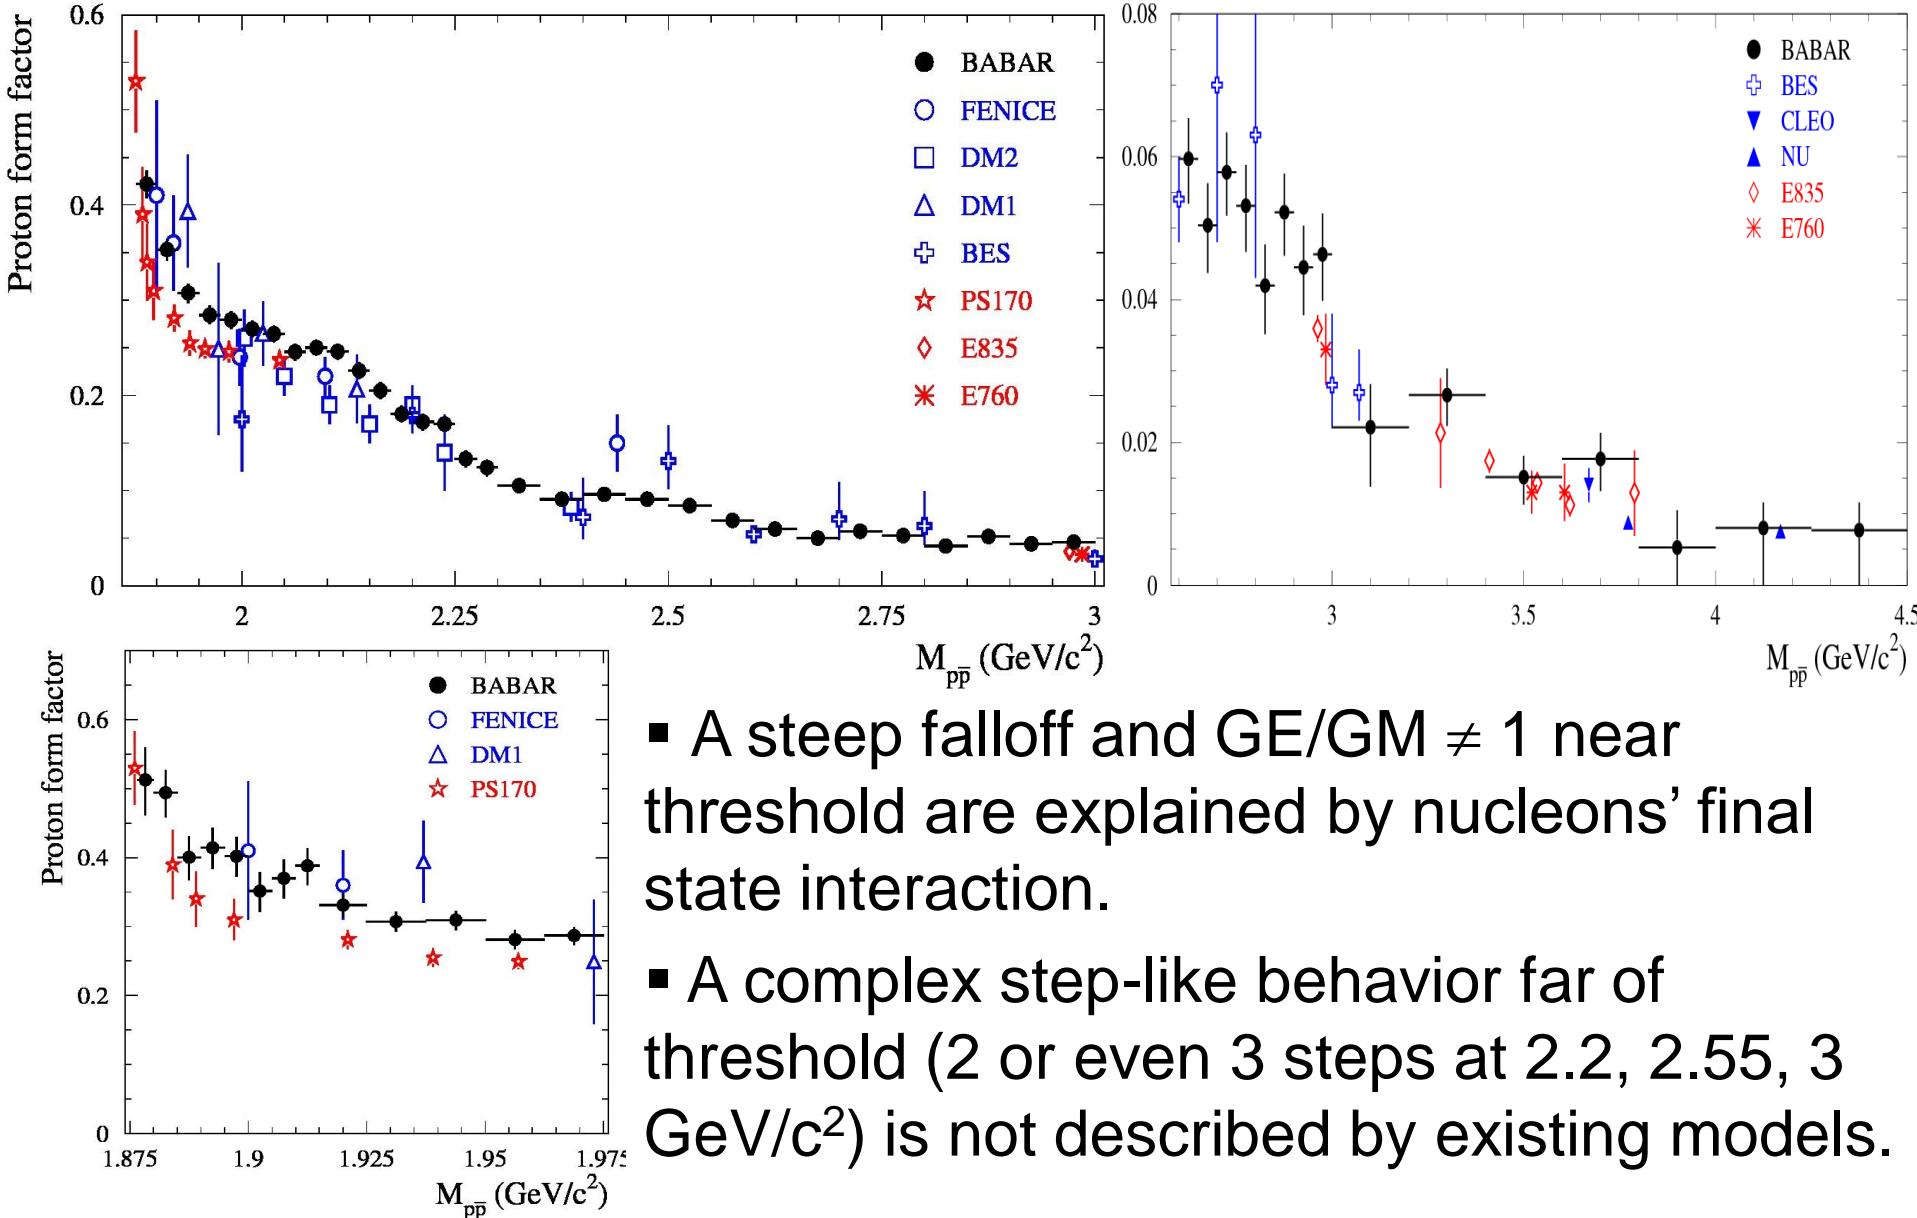 Proton form factor
0.6
0.4
0.2
0
BABAR
FENICE
DM2
DM1
BES
PS170
E835
E760
2 2.25 2.5 2.75 3
M_pp̅ (GeV/c²)
0.08
0.06
0.04
0.02
0
BABAR
BES
CLEO
NU
E835
E760
3 3.5 4 4.5
M_pp̅ (GeV/c²)
Proton form factor
0.6
0.4
0.2
0
BABAR
FENICE
DM1
PS170
1.875 1.9 1.925 1.95 1.975
M_pp̅ (GeV/c²)
▪ A steep falloff and GE/GM ≠ 1 near
threshold are explained by nucleons’ final
state interaction.
▪ A complex step-like behavior far of
threshold (2 or even 3 steps at 2.2, 2.55, 3
GeV/c²) is not described by existing models.